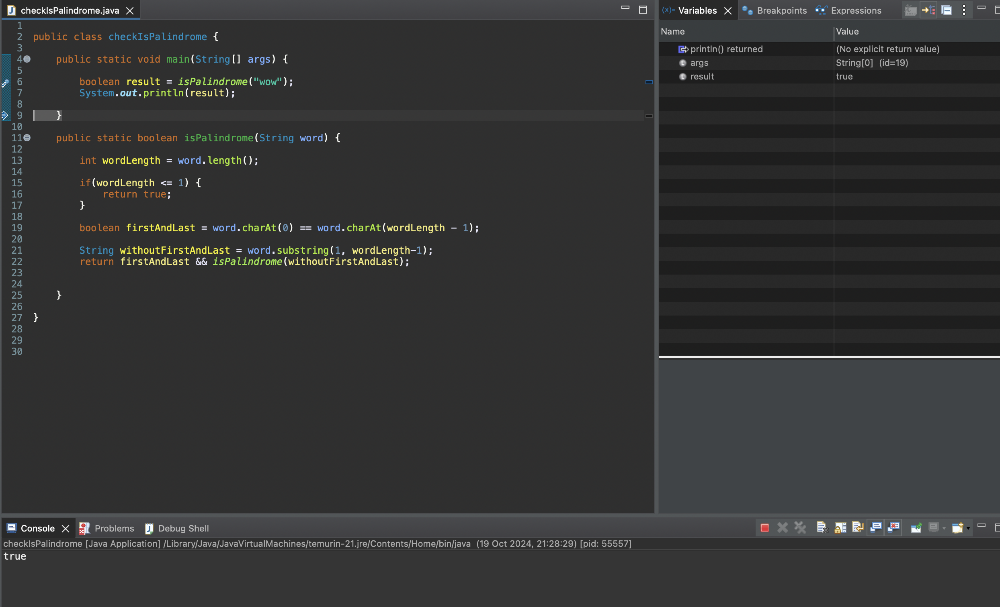 checkIsPalindrome.java
1
2 public class checkIsPalindrome {
3
4 public static void main(String[] args) {
5
6 boolean result = isPalindrome("wow");
7 System.out.println(result);
8
9 }
10
11 public static boolean isPalindrome(String word) {
12
13 int wordLength = word.length();
14
15 if(wordLength <= 1) {
16 return true;
17 }
18
19 boolean firstAndLast = word.charAt(0) == word.charAt(wordLength - 1);
20
21 String withoutFirstAndLast = word.substring(1, wordLength-1);
22 return firstAndLast && isPalindrome(withoutFirstAndLast);
23
24
25 }
26
27 }
28
29
30
(x)= Variables Breakpoints Expressions
Name Value
println() returned (No explicit return value)
args String[0] (id=19)
result true
Console Problems Debug Shell
checkIsPalindrome [Java Application] /Library/Java/JavaVirtualMachines/temurin-21.jre/Contents/Home/bin/java (19 Oct 2024, 21:28:29) [pid: 55557]
true